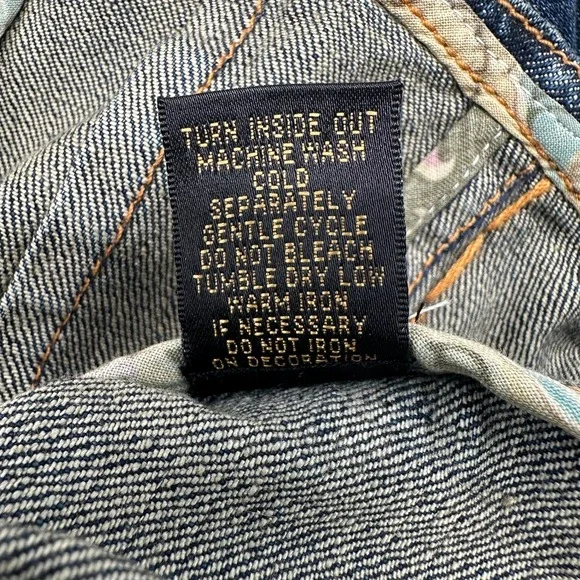 TURN INSIDE OUT
MACHINE WASH
COLD
SEPARATELY
GENTLE CYCLE
DO NOT BLEACH
TUMBLE DRY LOW
WARM IRON
IF NECESSARY
DO NOT IRON
ON DECORATION